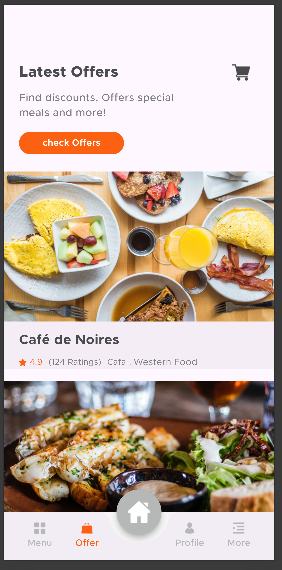 Latest Offers
Find discounts, Offers special
meals and more!
check Offers
Café de Noires
4.9 (124 Ratings) Cafa . Western Food
Menu
Offer
Profile
More